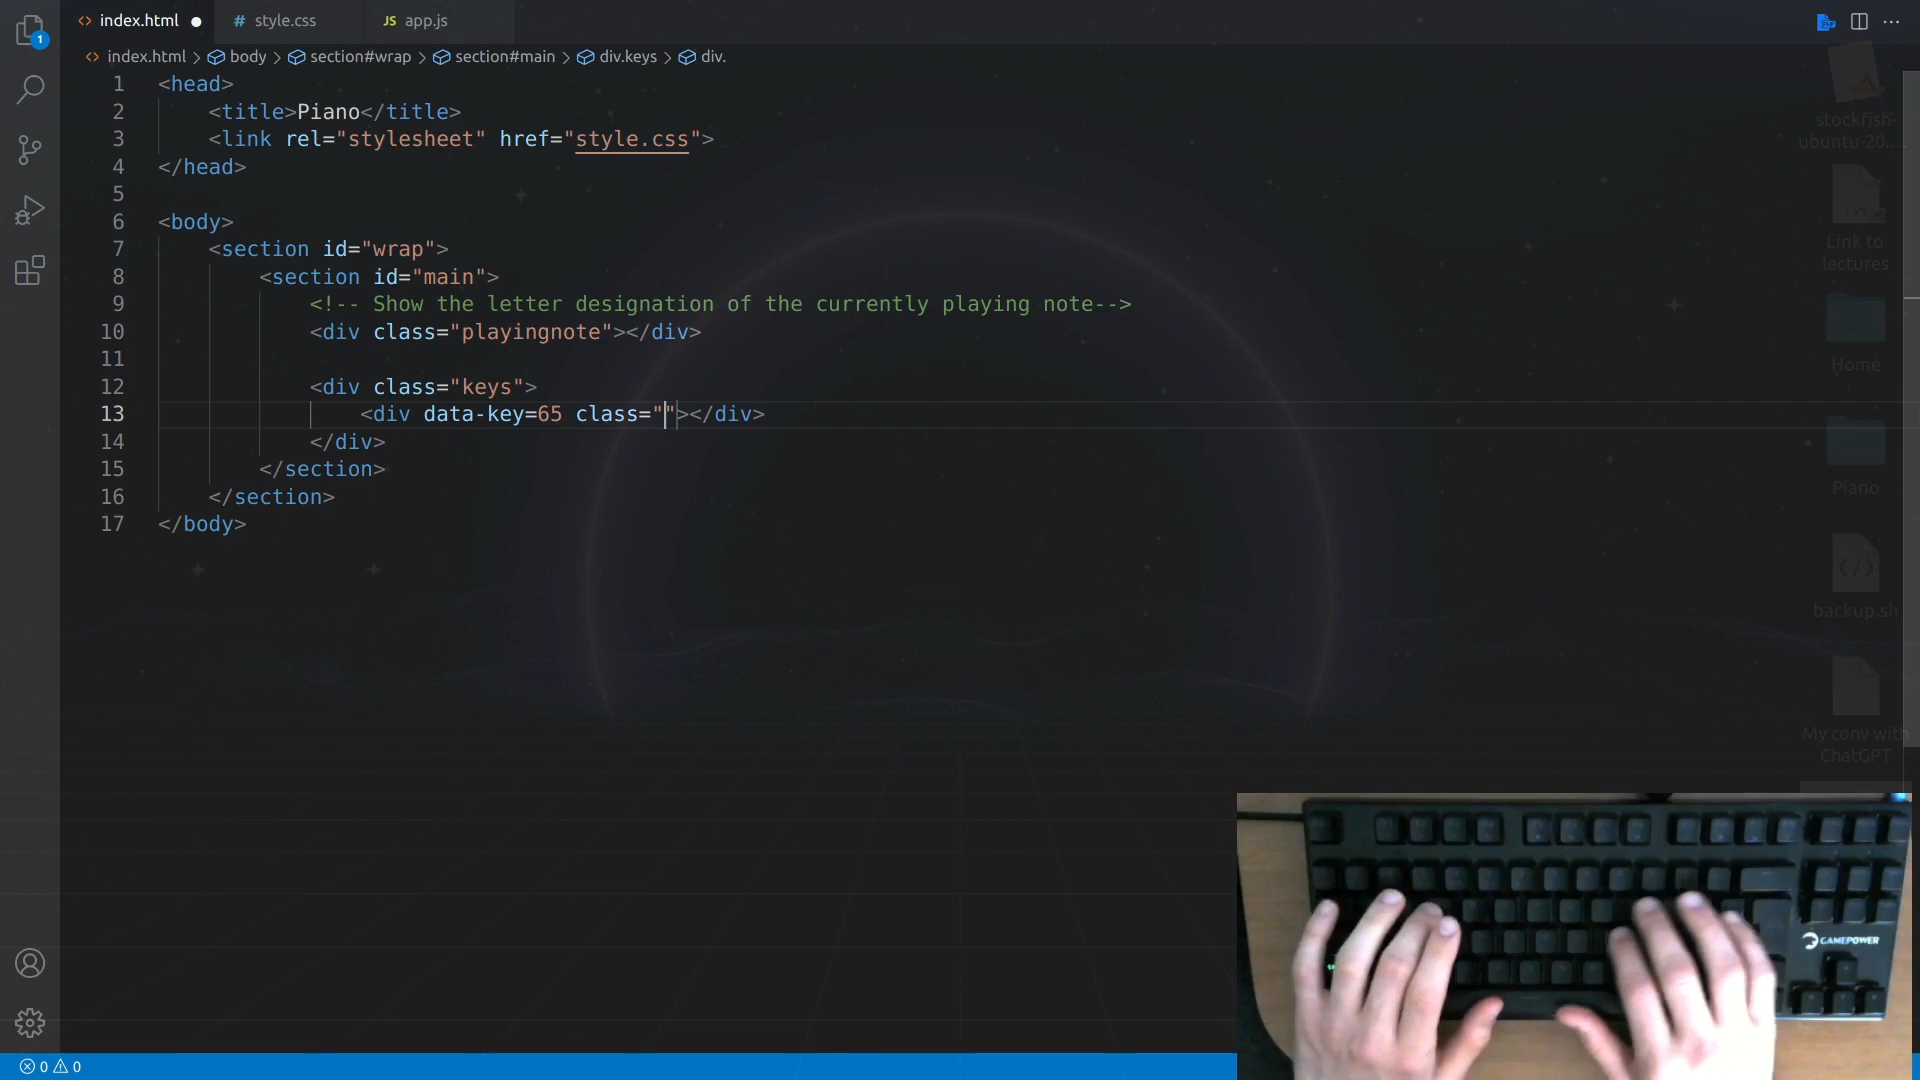 index.html
style.css
JS app.js
1
index.html > body > section#wrap > section#main > div.keys > div.
1 <head>
2 <title>Piano</title>
3 <link rel="stylesheet" href="style.css">
4 </head>
5
6 <body>
7 <section id="wrap">
8 <section id="main">
9 <!-- Show the letter designation of the currently playing note-->
10 <div class="playingnote"></div>
11
12 <div class="keys">
13 <div data-key=65 class=""></div>
14 </div>
15 </section>
16 </section>
17 </body>
stockfish-
ubuntu-20....
TXT
Link to
lectures
Home
Piano
</>
backup.sh
My conv with
ChatGPT
GAMEPOWER
0 0